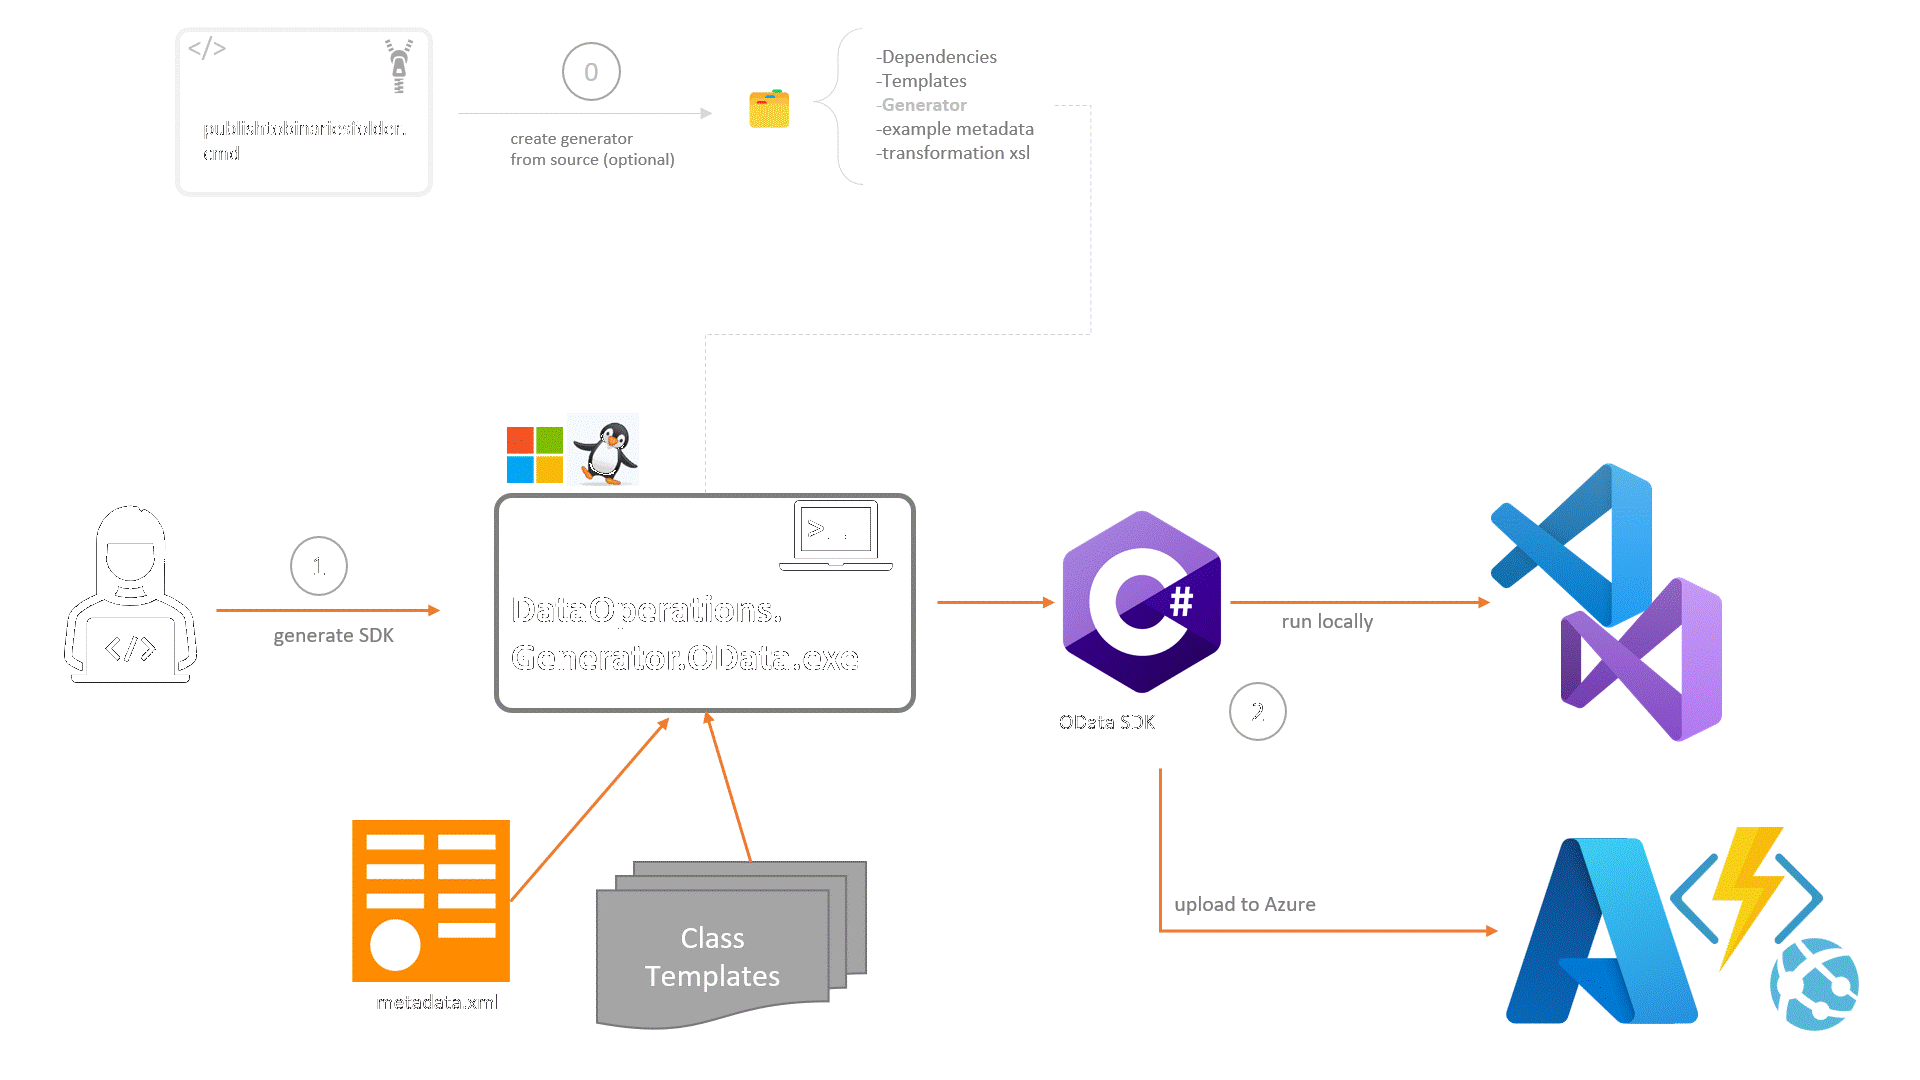 </>
publishtobinariesfolder.
cmd
0
create generator
from source (optional)
-Dependencies
-Templates
-Generator
-example metadata
-transformation xsl
>_ . .
DataOperations.
Generator.OData.exe
1
generate SDK
</>
C#
OData SDK
run locally
2
upload to Azure
metadata.xml
Class
Templates